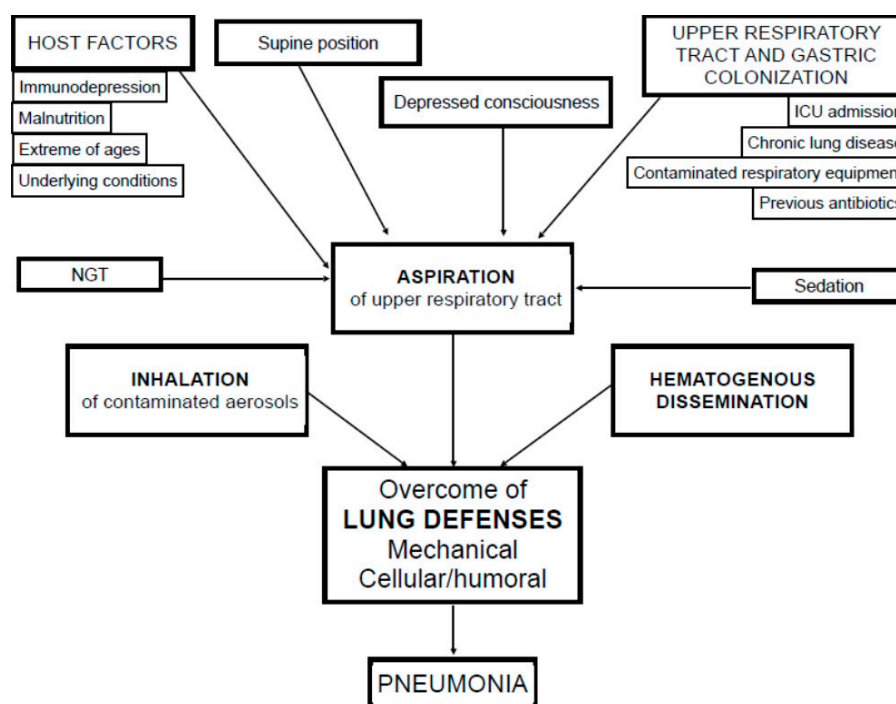 HOST FACTORS
Immunodepression
Malnutrition
Extreme of ages
Underlying conditions
Supine position
Depressed consciousness
UPPER RESPIRATORY
TRACT AND GASTRIC
COLONIZATION
ICU admission
Chronic lung disease
Contaminated respiratory equipmen
Previous antibiotics
NGT
ASPIRATION
of upper respiratory tract
Sedation
INHALATION
of contaminated aerosols
HEMATOGENOUS
DISSEMINATION
Overcome of
LUNG DEFENSES
Mechanical
Cellular/humoral
PNEUMONIA